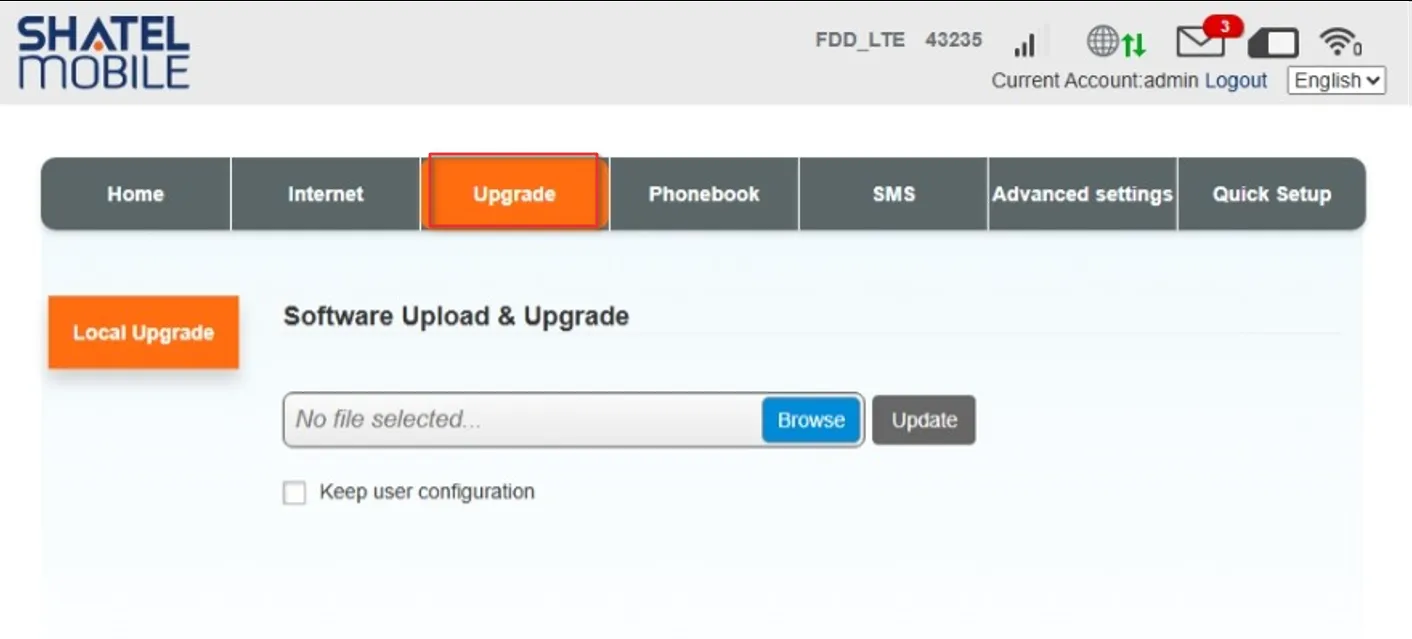 SHATEL
MOBILE
FDD_LTE 43235
3
0
Current Account:admin Logout English
Home Internet Upgrade Phonebook SMS Advanced settings Quick Setup
Local Upgrade
Software Upload & Upgrade
No file selected... Browse Update
Keep user configuration